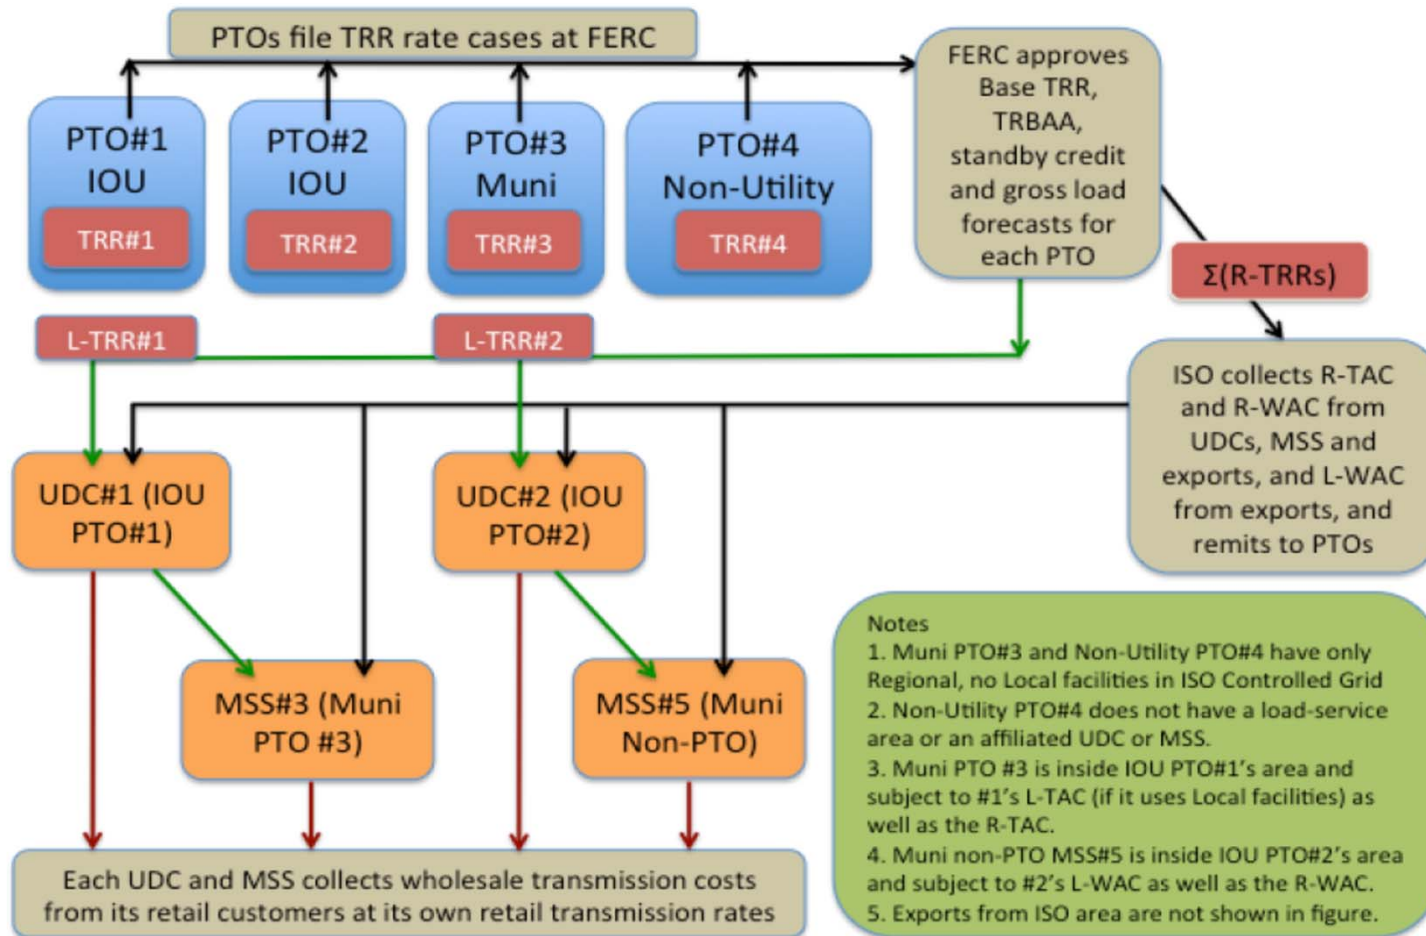 PTOs file TRR rate cases at FERC
FERC approves
Base TRR,
TRBAA,
standby credit
and gross load
forecasts for
each PTO
PTO#1
IOU
TRR#1
PTO#2
IOU
TRR#2
PTO#3
Muni
TRR#3
PTO#4
Non-Utility
TRR#4
Σ(R-TRRs)
L-TRR#1
L-TRR#2
ISO collects R-TAC
and R-WAC from
UDCs, MSS and
exports, and L-WAC
from exports, and
remits to PTOs
UDC#1 (IOU
PTO#1)
UDC#2 (IOU
PTO#2)
MSS#3 (Muni
PTO #3)
MSS#5 (Muni
Non-PTO)
Each UDC and MSS collects wholesale transmission costs
from its retail customers at its own retail transmission rates
Notes
1. Muni PTO#3 and Non-Utility PTO#4 have only
Regional, no Local facilities in ISO Controlled Grid
2. Non-Utility PTO#4 does not have a load-service
area or an affiliated UDC or MSS.
3. Muni PTO #3 is inside IOU PTO#1’s area and
subject to #1’s L-TAC (if it uses Local facilities) as
well as the R-TAC.
4. Muni non-PTO MSS#5 is inside IOU PTO#2’s area
and subject to #2’s L-WAC as well as the R-WAC.
5. Exports from ISO area are not shown in figure.